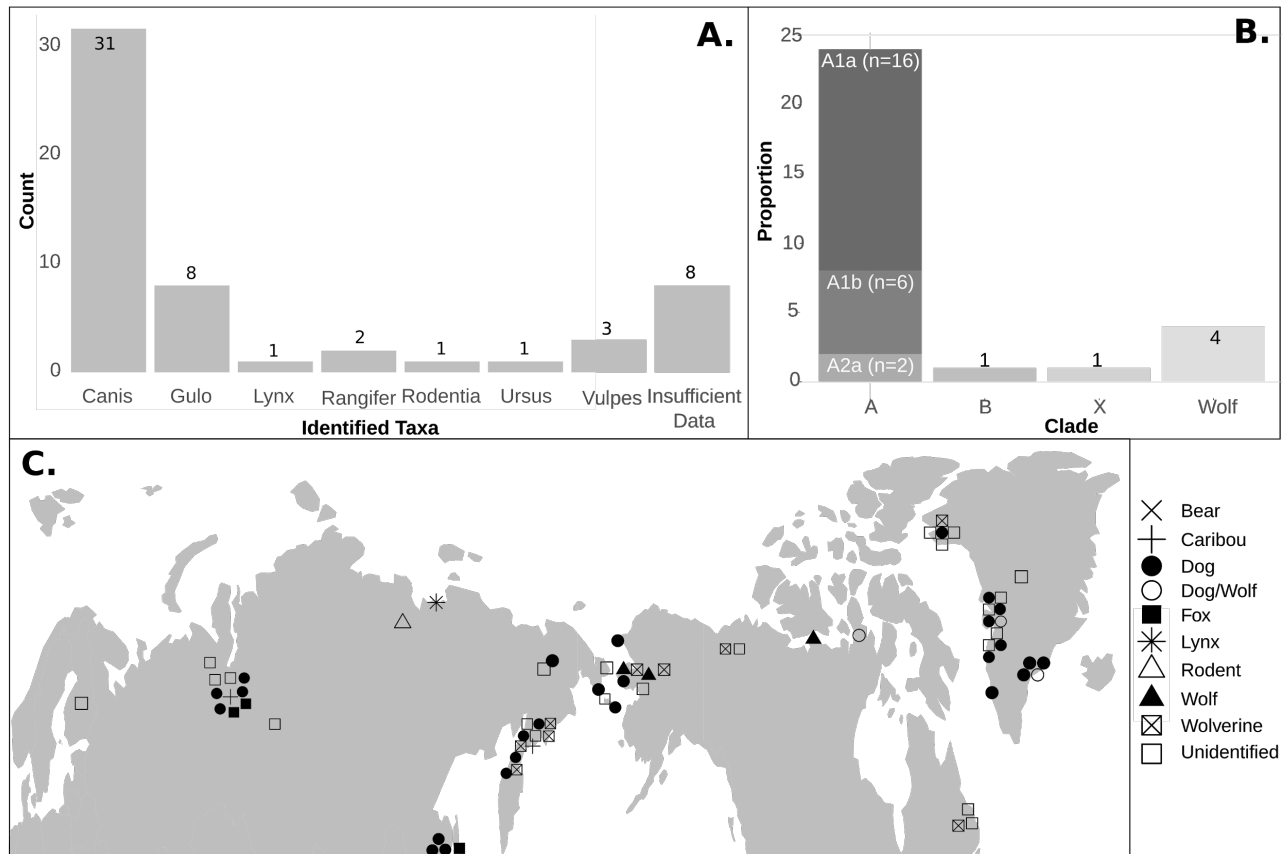 A.
30
20
10
0
Count
31
8
1
2
1
1
3
8
Canis Gulo Lynx Rangifer Rodentia Ursus Vulpes Insufficient
Data
Identified Taxa
B.
25
20
15
10
5
0
Proportion
A1a (n=16)
A1b (n=6)
A2a (n=2)
1
1
4
A B X Wolf
Clade
C.
Bear
Caribou
Dog
Dog/Wolf
Fox
Lynx
Rodent
Wolf
Wolverine
Unidentified